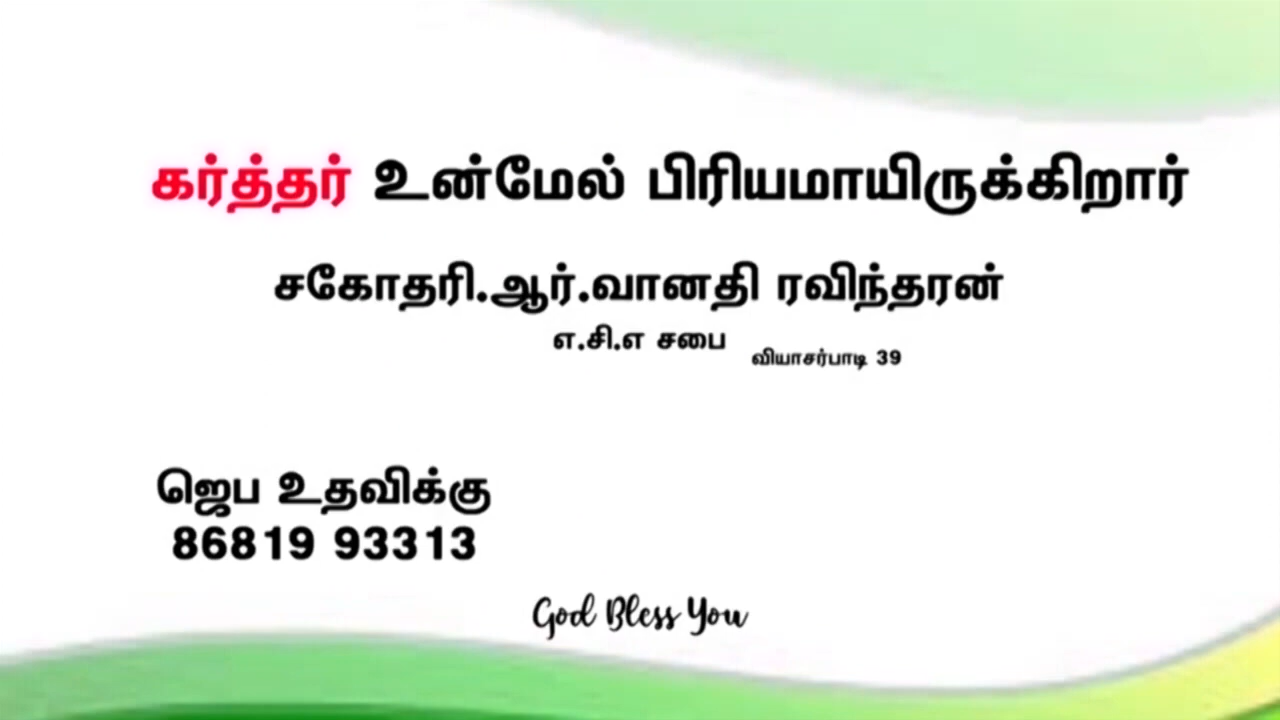 கர்த்தர் உன்மேல் பிரியமாயிருக்கிறார்
சகோதரி.ஆர்.வானதி ரவிந்தரன்
எ.சி.எ சபை வியாசர்பாடி 39
ஜெப உதவிக்கு
86819 93313
God Bless You